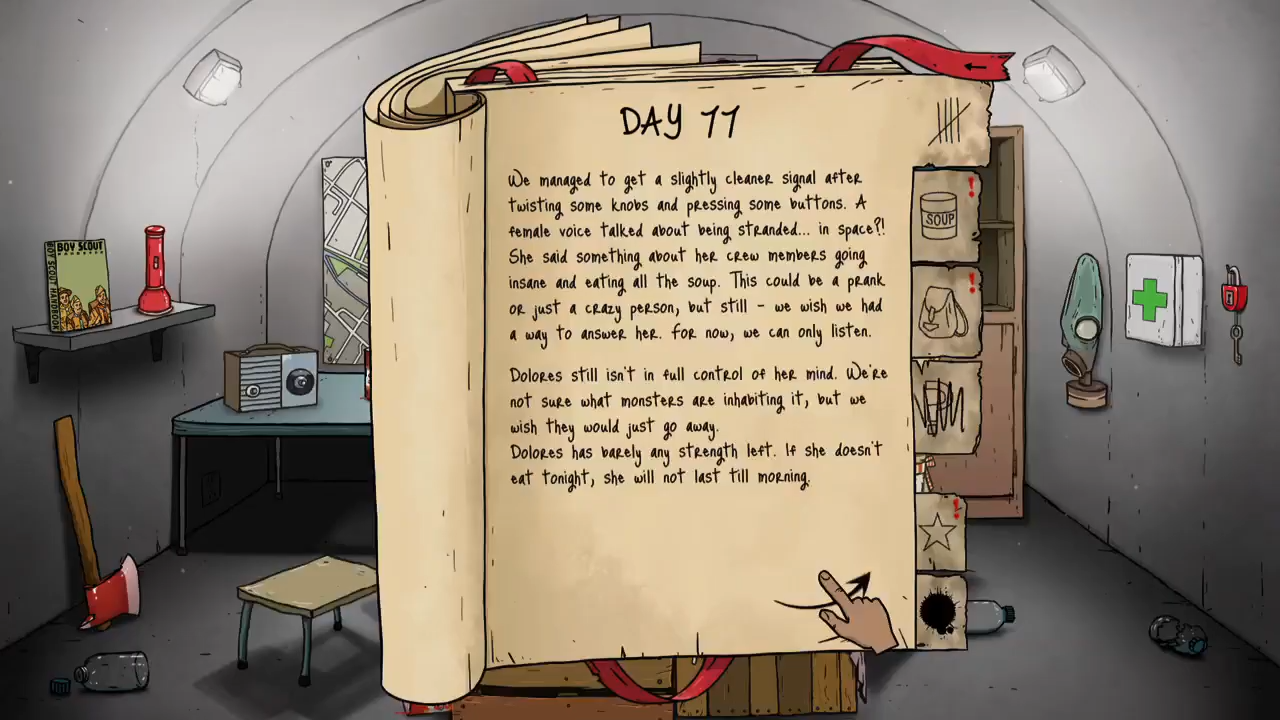 DAY 11
We managed to get a slightly cleaner signal after
twisting some knobs and pressing some buttons. A
female voice talked about being stranded... in space?!
She said something about her crew members going
insane and eating all the soup. This could be a prank
or just a crazy person, but still - we wish we had
a way to answer her. For now, we can only listen.
Dolores still isn't in full control of her mind. We're
not sure what monsters are inhabiting it, but we
wish they would just go away.
Dolores has barely any strength left. If she doesn't
eat tonight, she will not last till morning.
!
SOUP
!
!
BOY SCOUT
BOY SCOUT HANDBOOK